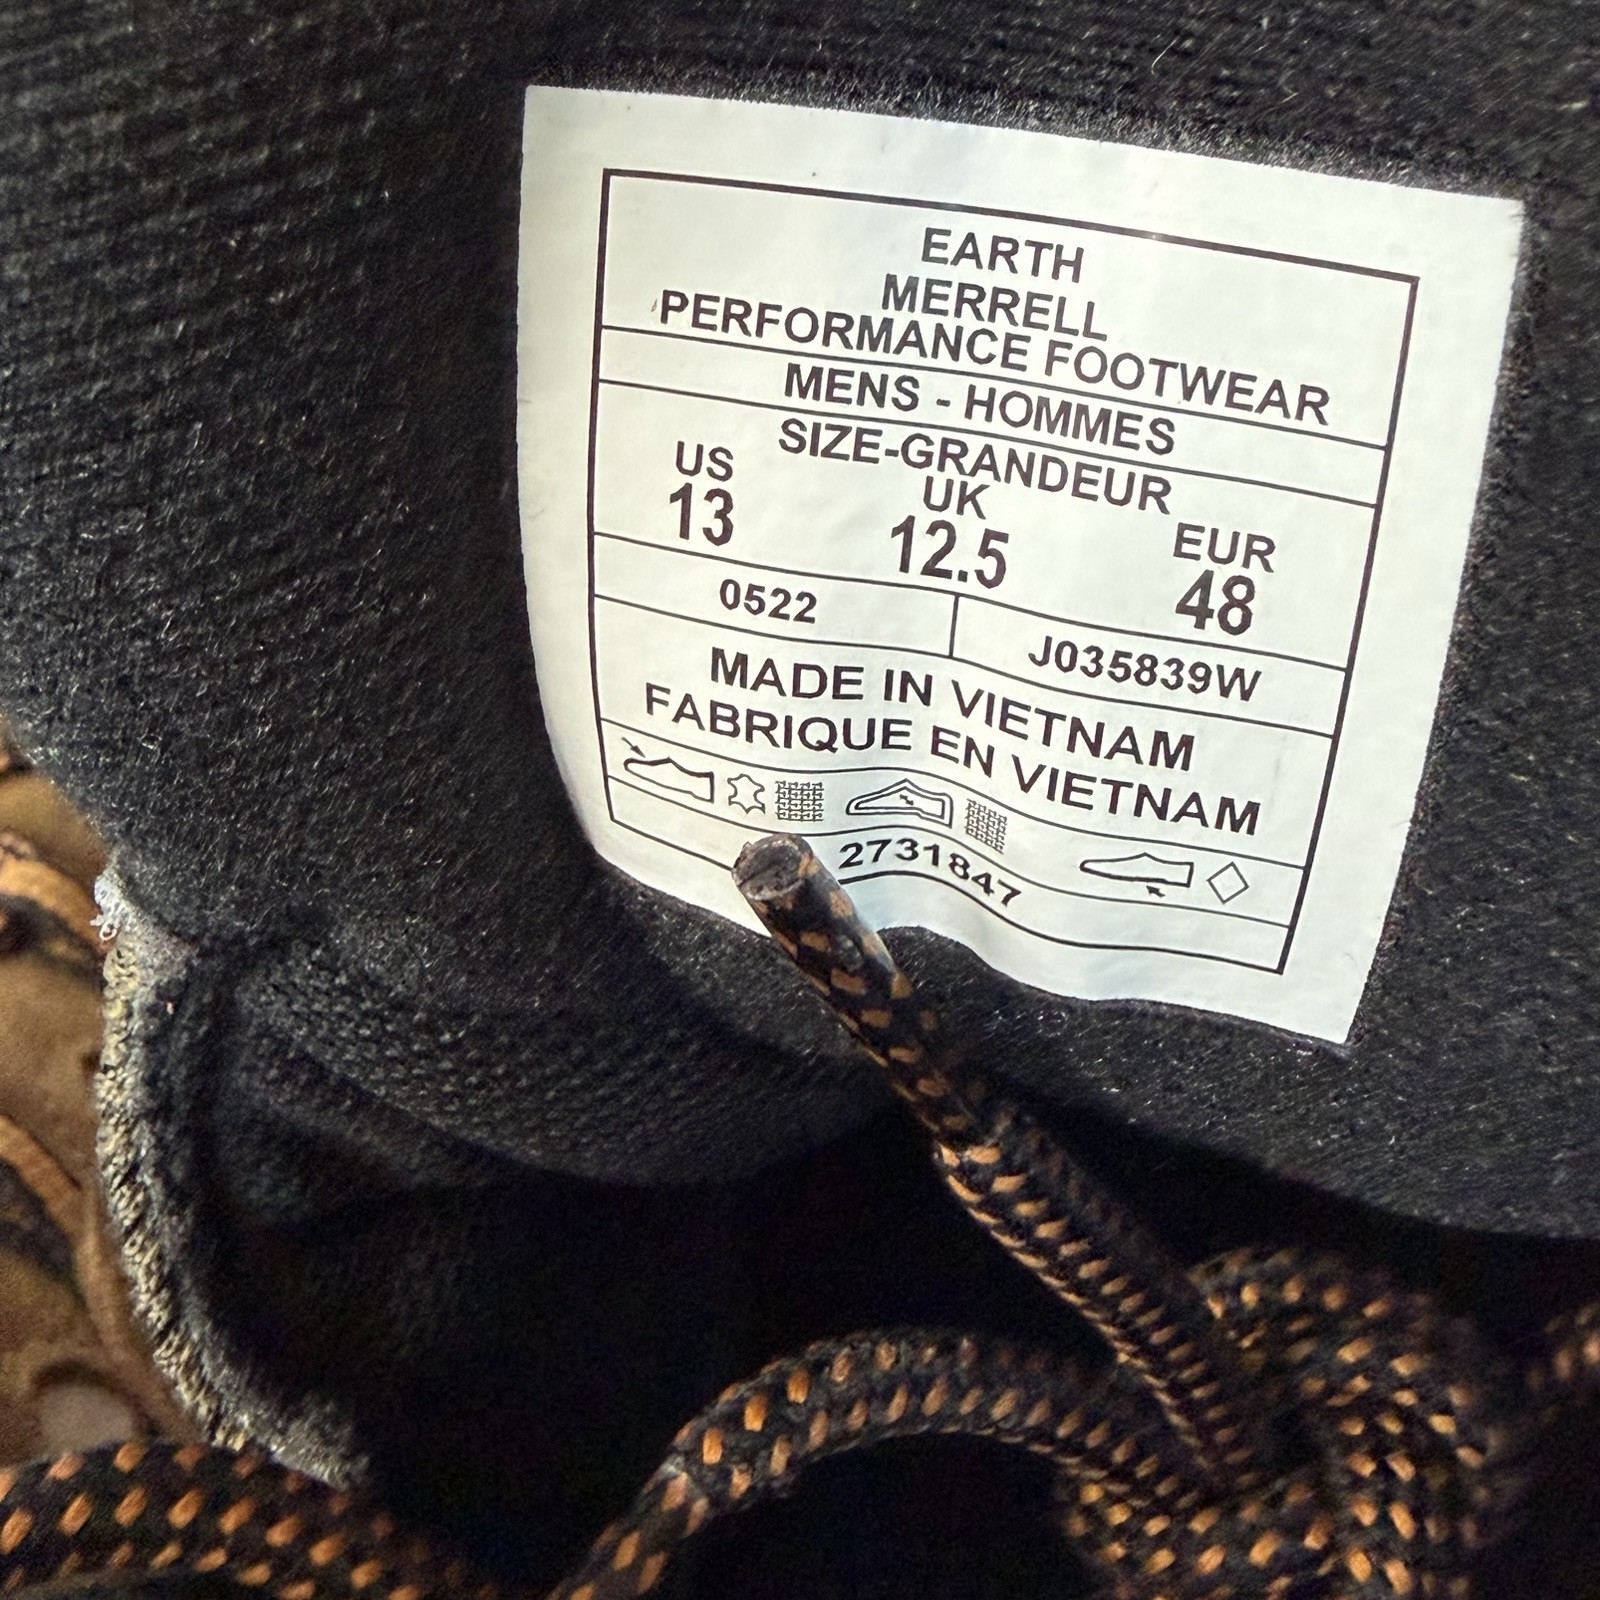 EARTH
MERRELL
PERFORMANCE FOOTWEAR
MENS - HOMMES
SIZE-GRANDEUR
US UK EUR
13 12.5 48
0522 J035839W
MADE IN VIETNAM
FABRIQUE EN VIETNAM
2731847